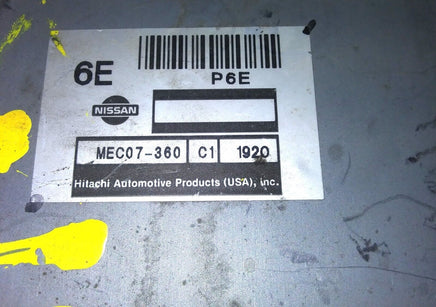 6E
P6E
NISSAN
MEC07-360 C1 1920
Hitachi Automotive Products (USA), Inc.